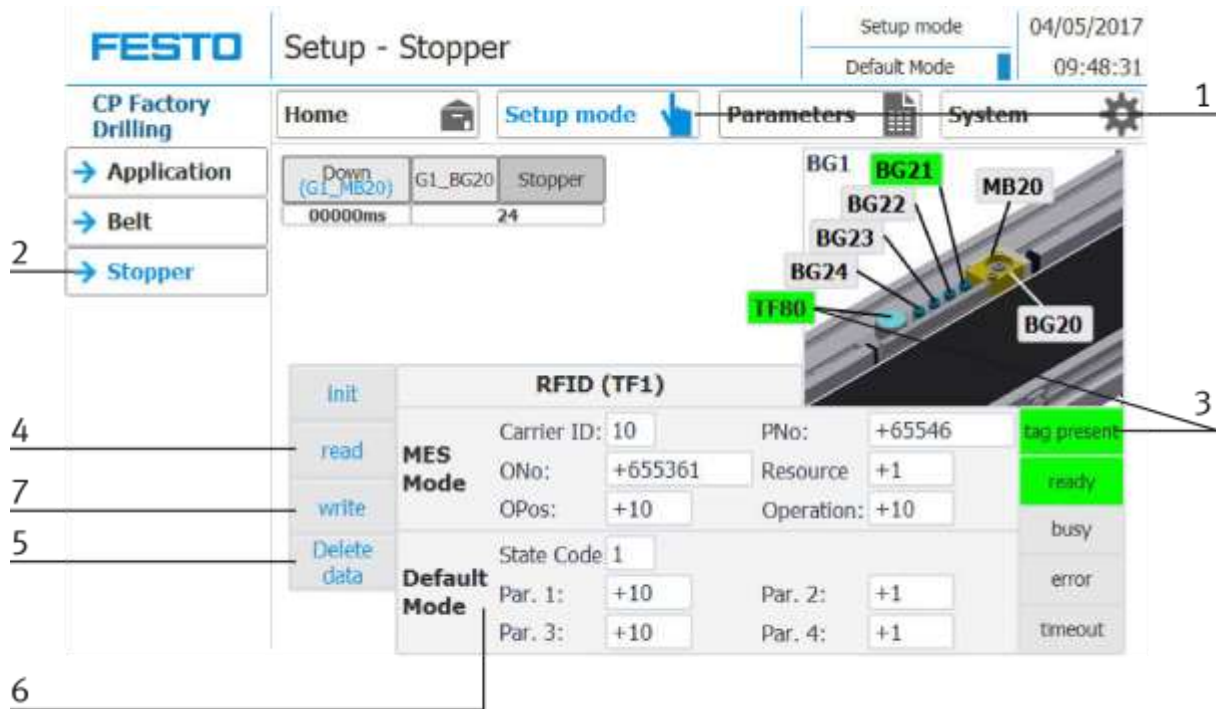 FESTO
Setup - Stopper
Setup mode
04/05/2017
Default Mode
09:48:31
CP Factory
Drilling
Home
Setup mode
Parameters
System
1
Application
Belt
2
Stopper
Down
(G1_MB20)
G1_BG20
Stopper
00000ms
24
BG1
BG21
MB20
BG22
BG23
BG24
TF80
BG20
3
Init
RFID (TF1)
4
read
MES
Mode
Carrier ID: 10
PNo: +65546
tag present
ONo: +655361
Resource +1
ready
7
write
OPos: +10
Operation: +10
busy
5
Delete
data
Default
Mode
State Code 1
error
Par. 1: +10
Par. 2: +1
Par. 3: +10
Par. 4: +1
timeout
6